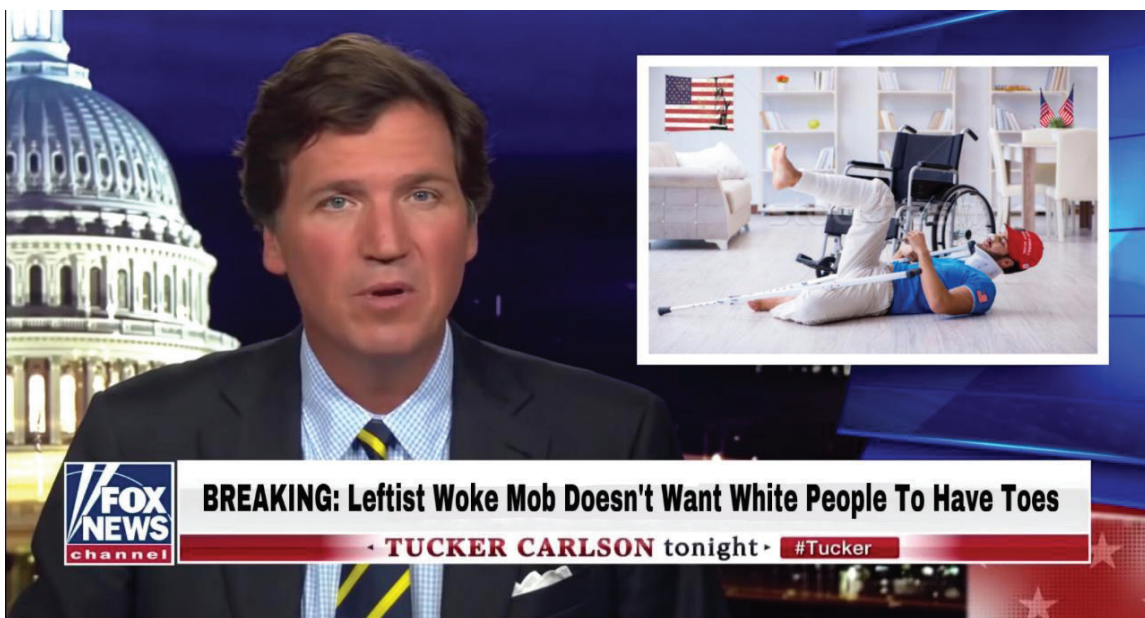 FOX
NEWS
channel
BREAKING: Leftist Woke Mob Doesn't Want White People To Have Toes
TUCKER CARLSON tonight
#Tucker